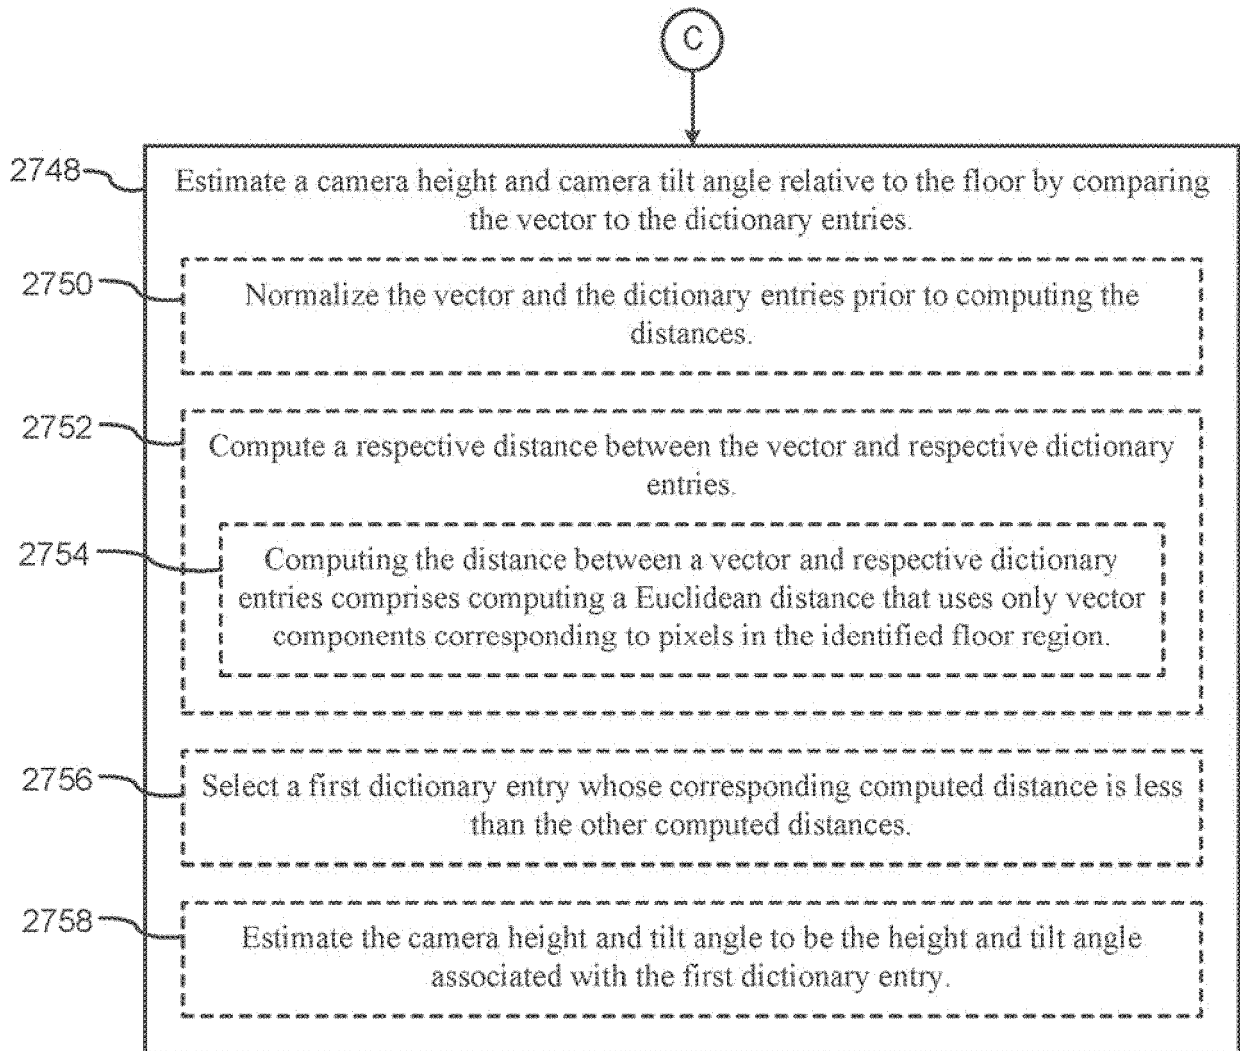 C
2748
Estimate a camera height and camera tilt angle relative to the floor by comparing
the vector to the dictionary entries.
2750
Normalize the vector and the dictionary entries prior to computing the
distances.
2752
Compute a respective distance between the vector and respective dictionary
entries.
2754
Computing the distance between a vector and respective dictionary
entries comprises computing a Euclidean distance that uses only vector
components corresponding to pixels in the identified floor region.
2756
Select a first dictionary entry whose corresponding computed distance is less
than the other computed distances.
2758
Estimate the camera height and tilt angle to be the height and tilt angle
associated with the first dictionary entry.